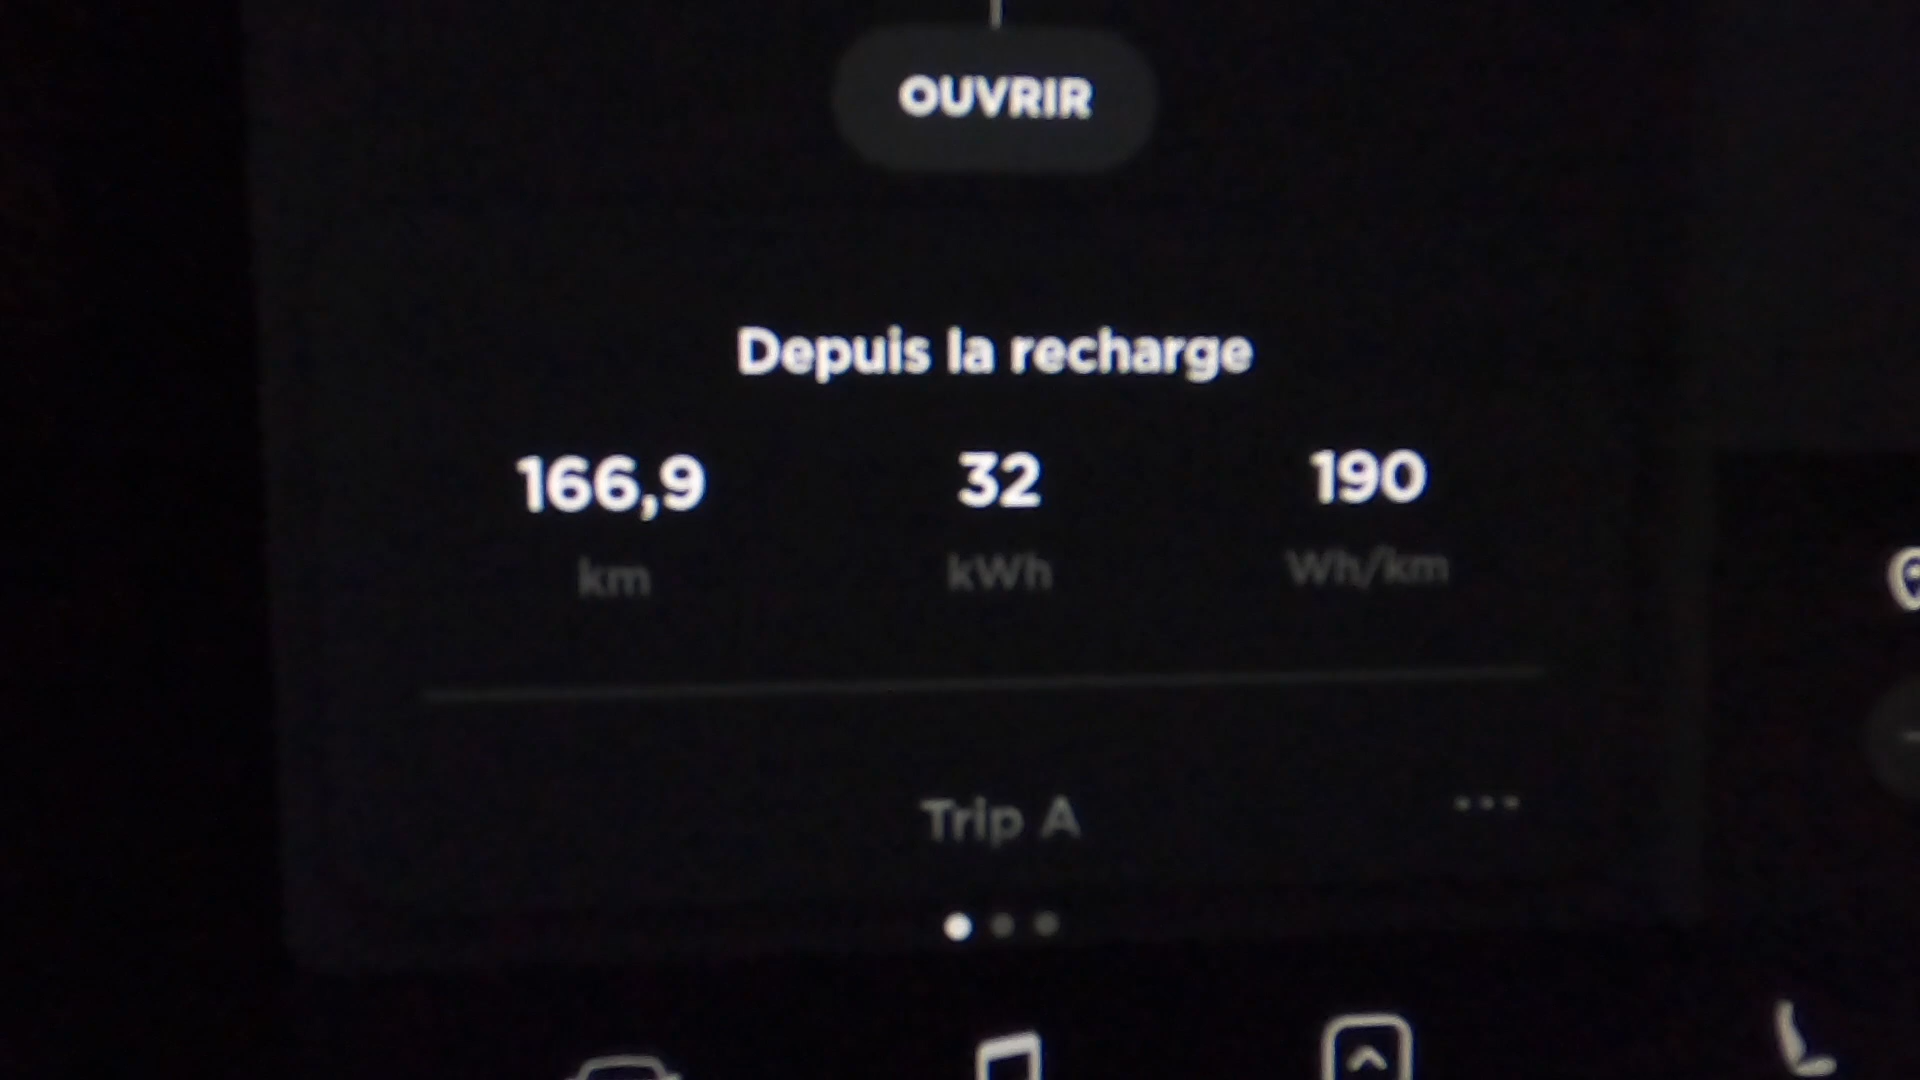 OUVRIR
Depuis la recharge
166,9 32 190
km kWh Wh/km
Trip A